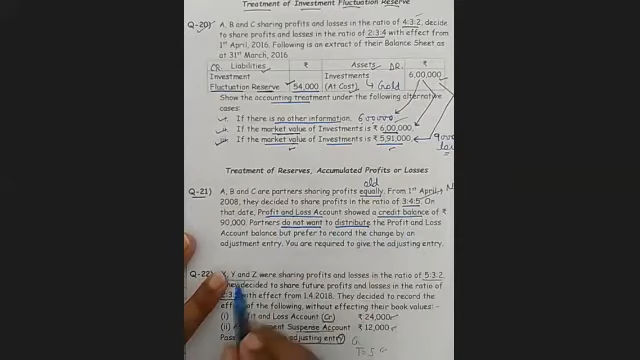 Treatment of Investment Fluctuation Reserve
Q-20) A, B and C sharing profits and losses in the ratio of 4:3:2, decide
to share profits and losses in the ratio of 2:3:4 with effect from
1st April, 2016. Following is an extract of their Balance Sheet as
at 31st March, 2016
CR. Liabilities ₹ Assets DR. ₹
Investment Investments 6,00,000
Fluctuation Reserve 54,000 (At Cost) Gold
Show the accounting treatment under the following alternative
cases:
i. If there is no other information. 600000
ii. If the market value of Investments is ₹ 6,00,000,
iii. If the market value of Investments is ₹ 5,91,000,
Treatment of Reserves, Accumulated Profits or Losses
old
Q-21) A, B and C are partners sharing profits equally. From 1st April,
2008, they decided to share profits in the ratio of 3:4:5. On
that date, Profit and Loss Account showed a credit balance of ₹
90,000. Partners do not want to distribute the Profit and Loss
Account balance but prefer to record the change by an
adjustment entry. You are required to give the adjusting entry.
Q-22) X, Y and Z were sharing profits and losses in the ratio of 5:3:2.
decided to share future profits and losses in the ratio of
with effect from 1.4.2018. They decided to record the
of the following, without effecting their book values:-
(i) and Loss Account (Cr) ₹ 24,000
(ii) Suspense Account ₹ 12,000
Pass adjusting entry